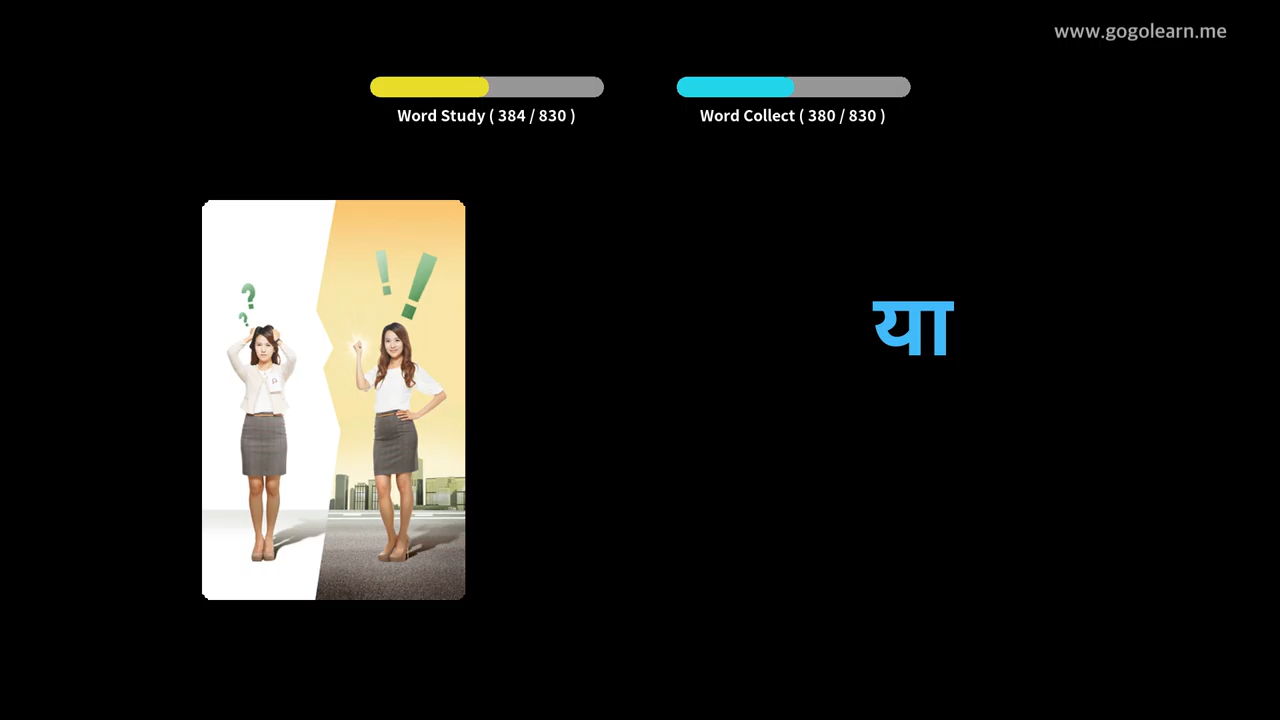 www.gogolearn.me
Word Study ( 384 / 830 )
Word Collect ( 380 / 830 )
? ?
! !
या